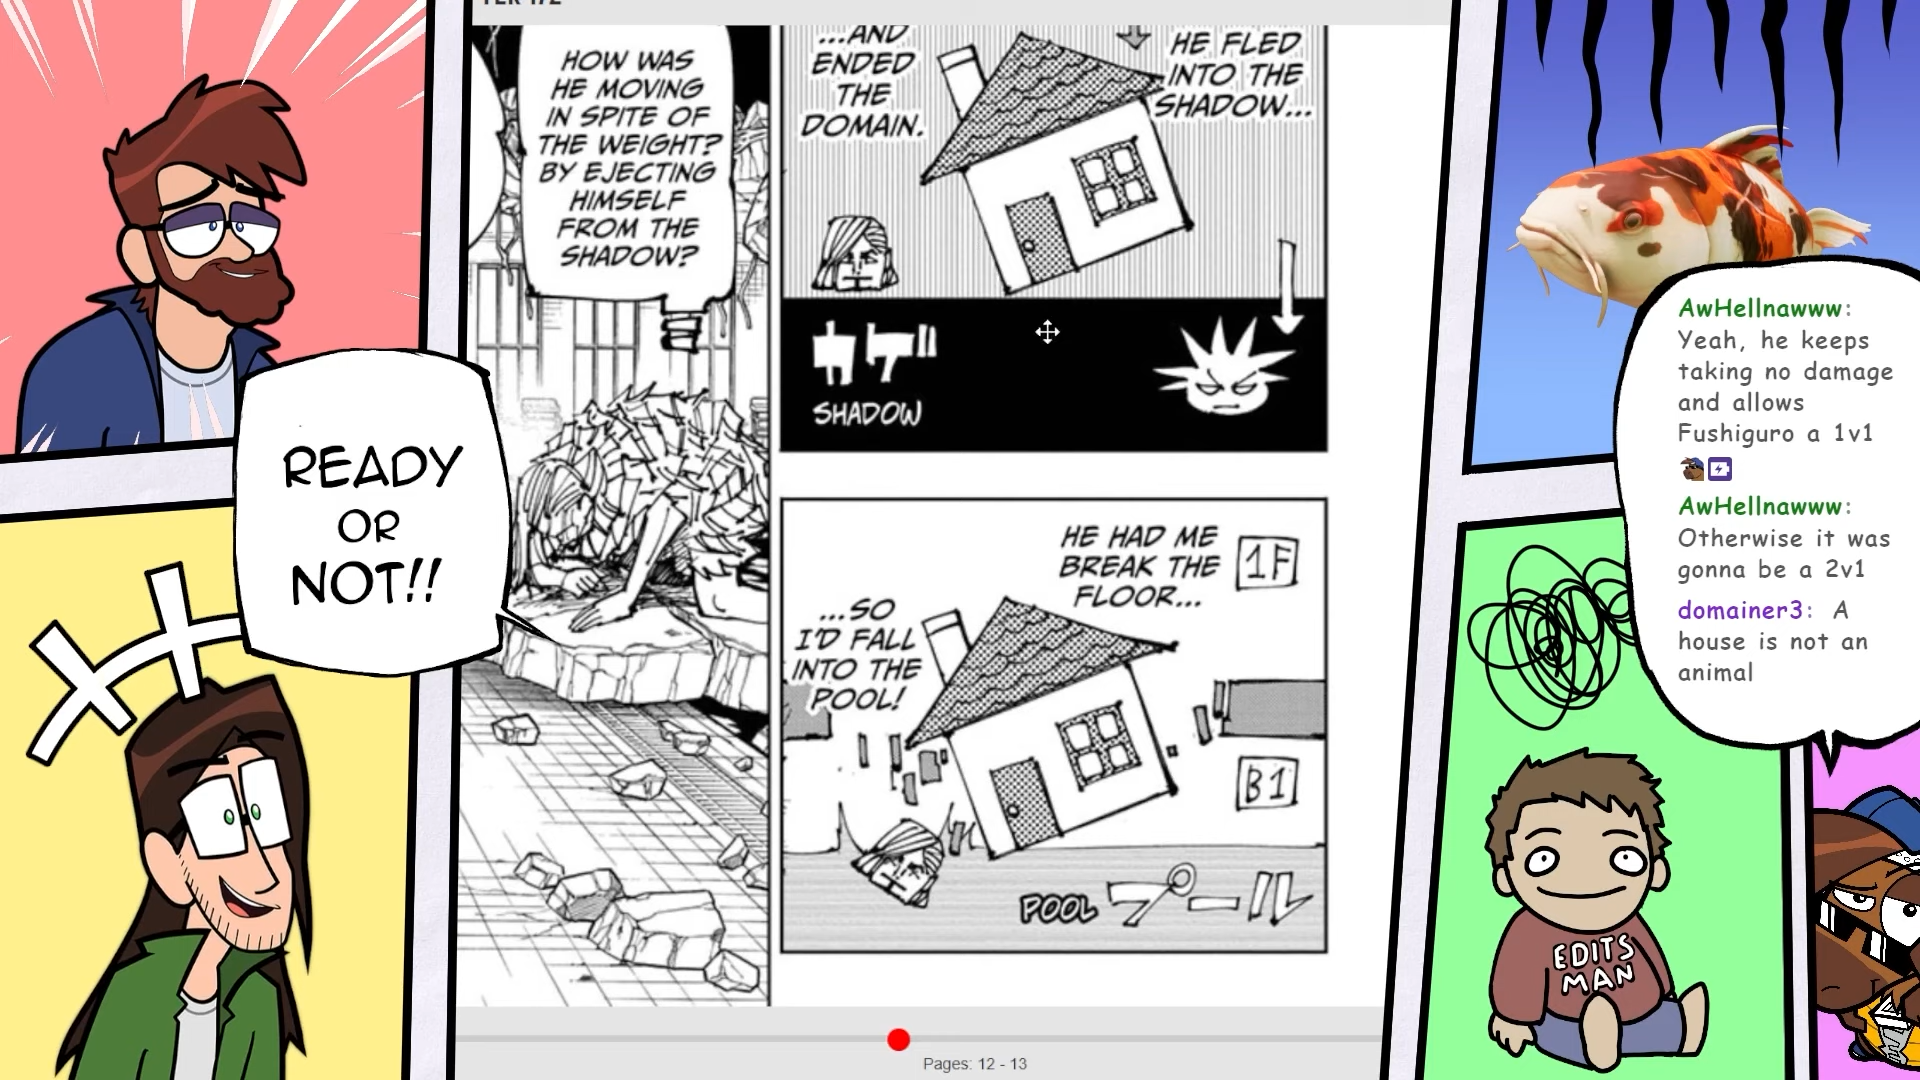 HOW WAS
HE MOVING
IN SPITE OF
THE WEIGHT?
BY EJECTING
HIMSELF
FROM THE
SHADOW?
...AND
ENDED
THE
DOMAIN.
HE FLED
INTO THE
SHADOW...
カゲ
SHADOW
HE HAD ME
BREAK THE
FLOOR...
1F
...SO
I'D FALL
INTO THE
POOL!
B1
POOL プール
READY
OR
NOT!!
AwHellnawww:
Yeah, he keeps
taking no damage
and allows
Fushiguro a 1v1
AwHellnawww:
Otherwise it was
gonna be a 2v1
domainer3: A
house is not an
animal
EDITS
MAN
Pages: 12 - 13